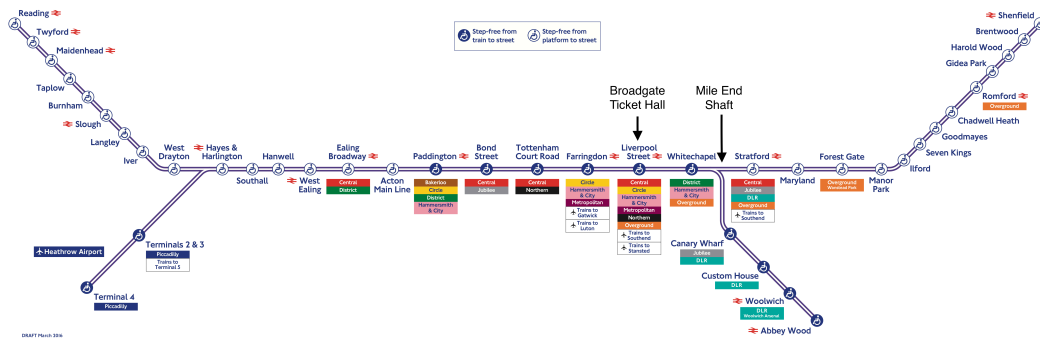 Reading
Twyford
Maidenhead
Taplow
Burnham
Slough
Langley
Iver
West
Drayton
Hayes &
Harlington
Southall
Hanwell
West
Ealing
Ealing
Broadway
Central
District
Acton
Main Line
Paddington
Bakerloo
Circle
District
Hammersmith
& City
Bond
Street
Central
Jubilee
Tottenham
Court Road
Central
Northern
Farringdon
Circle
Hammersmith
& City
Metropolitan
Trains to
Gatwick
Trains to
Luton
Broadgate
Ticket Hall
Liverpool
Street
Central
Circle
Hammersmith
& City
Metropolitan
Northern
Overground
Trains to
Southend
Trains to
Stansted
Whitechapel
District
Hammersmith
& City
Overground
Mile End
Shaft
Stratford
Central
Jubilee
DLR
Overground
Trains to
Southend
Maryland
Forest Gate
Overground
Wanstead Park
Manor
Park
Ilford
Seven Kings
Goodmayes
Chadwell Heath
Romford
Overground
Gidea Park
Harold Wood
Brentwood
Shenfield
Step-free from
train to street
Step-free from
platform to street
Heathrow Airport
Terminals 2 & 3
Piccadilly
Trains to
Terminal 5
Terminal 4
Piccadilly
Canary Wharf
Jubilee
DLR
Custom House
DLR
Woolwich
DLR
Woolwich Arsenal
Abbey Wood
DRAFT March 2016